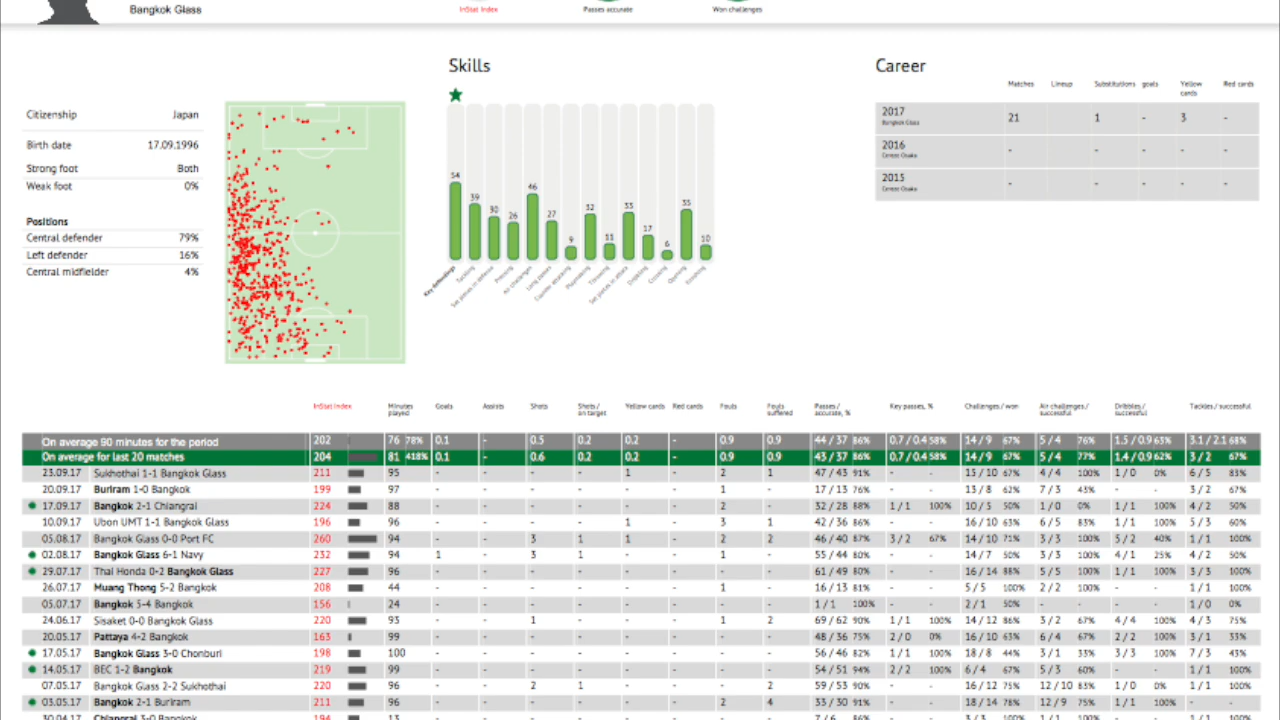 Bangkok Glass
InStat Index Passes accurate Won challenges
Skills
Career
Matches Lineup Substitutions goals Yellow cards Red cards
Citizenship Japan
Birth date 17.09.1996
Strong foot Both
Weak foot 0%
Positions
Central defender 79%
Left defender 16%
Central midfielder 4%
54 39 30 26 46 27 9 32 11 33 17 6 35 10
Key defendings Tackling Set pieces in defense Pressing Air challenges Long passes Counter-attacking Playmaking Throwing Set pieces in attack Dribbling Crossing Opening Finishing
2017 21 1 - 3 -
Bangkok Glass
2016 - - - - -
Cerezo Osaka
2015 - - - - -
Cerezo Osaka
InStat Index Minutes played Goals Assists Shots Shots / on target Yellow cards Red cards Fouls Fouls suffered Passes / accurate, % Key passes, % Challenges / won Air challenges / successful Dribbles / successful Tackles / successful
On average 90 minutes for the period 202 76 78% 0.1 - 0.5 0.2 0.2 - 0.9 0.9 44 / 37 86% 0.7 / 0.4 58% 14 / 9 67% 5 / 4 76% 1.5 / 0.9 63% 3.1 / 2.1 68%
On average for last 20 matches 204 81 418% 0.1 - 0.6 0.2 0.2 - 0.9 0.9 43 / 37 86% 0.7 / 0.4 58% 14 / 9 67% 5 / 4 77% 1.4 / 0.9 62% 3 / 2 67%
23.09.17 Sukhothai 1-1 Bangkok Glass 211 95 - - - - 1 - 2 1 47 / 43 91% - - 15 / 10 67% 4 / 4 100% 1 / 0 0% 6 / 5 83%
20.09.17 Buriram 1-0 Bangkok 199 97 - - - - - - 1 - 17 / 13 76% - - 13 / 8 62% 7 / 3 43% - - 3 / 2 67%
17.09.17 Bangkok 2-1 Chiangrai 224 88 - - - - - - 2 - 32 / 28 88% 1 / 1 100% 10 / 5 50% 1 / 0 0% 1 / 1 100% 4 / 2 50%
10.09.17 Ubon UMT 1-1 Bangkok Glass 196 96 - - - - 1 - 3 1 42 / 36 86% - - 16 / 10 63% 6 / 5 83% 1 / 1 100% 5 / 3 60%
05.08.17 Bangkok Glass 0-0 Port FC 260 94 - - 3 1 1 - 2 2 46 / 40 87% 3 / 2 67% 14 / 10 71% 3 / 3 100% 5 / 2 40% 1 / 1 100%
02.08.17 Bangkok Glass 6-1 Navy 232 94 1 - 3 1 - - 1 - 55 / 44 80% - - 14 / 7 50% 3 / 3 100% 4 / 1 25% 4 / 2 50%
29.07.17 Thai Honda 0-2 Bangkok Glass 227 96 - - - - - - - - 61 / 49 80% - - 16 / 14 88% 5 / 5 100% 1 / 1 100% 3 / 3 100%
26.07.17 Muang Thong 5-2 Bangkok 208 44 - - - - - - 1 - 16 / 13 81% - - 5 / 5 100% 2 / 2 100% - - 1 / 1 100%
05.07.17 Bangkok 5-4 Bangkok 156 24 - - - - - - - - 1 / 1 100% - - 2 / 1 50% - - - - 1 / 0 0%
24.06.17 Sisaket 0-0 Bangkok Glass 220 93 - - 1 - - - 1 2 69 / 62 90% 1 / 1 100% 14 / 12 86% 3 / 2 67% 4 / 4 100% 4 / 3 75%
20.05.17 Pattaya 4-2 Bangkok 163 99 - - - - - - - - 48 / 36 75% 2 / 0 0% 16 / 10 63% 6 / 4 67% 2 / 2 100% 3 / 1 33%
17.05.17 Bangkok Glass 3-0 Chonburi 198 100 - - - - - - - - 56 / 46 82% 1 / 1 100% 18 / 8 44% 3 / 1 33% 3 / 3 100% 7 / 3 43%
14.05.17 BEC 1-2 Bangkok 219 99 - - - - - - - - 54 / 51 94% 2 / 2 100% 6 / 4 67% 5 / 3 60% - - 1 / 1 100%
07.05.17 Bangkok Glass 2-2 Sukhothai 220 96 - - 2 1 - - - 2 59 / 53 90% - - 16 / 12 75% 12 / 10 83% 1 / 0 0% 1 / 1 100%
03.05.17 Bangkok 2-1 Buriram 211 96 - - - - - - 2 4 33 / 30 91% - - 18 / 14 78% 12 / 9 75% 1 / 1 100% - -
30.04.17 Chiangrai 3-0 Bangkok 194 13 - - - - - - - - 7 / 6 86% - - 3 / 3 100% 1 / 1 100% - - - -